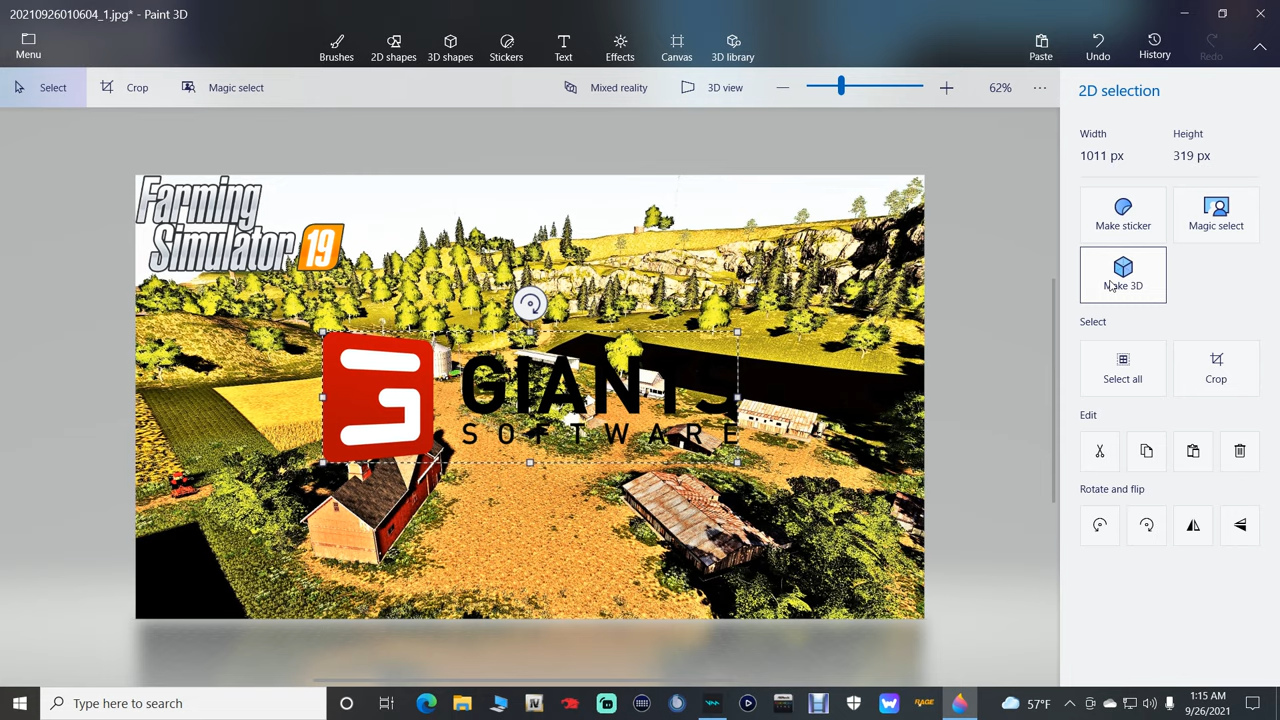 20210926010604_1.jpg* - Paint 3D
Menu
Brushes
2D shapes
3D shapes
Stickers
Text
Effects
Canvas
3D library
Paste
Undo
History
Redo
Select
Crop
Magic select
Mixed reality
3D view
62%
2D selection
Width
Height
1011 px
319 px
Make sticker
Magic select
Make 3D
Select
Select all
Crop
Edit
Rotate and flip
Farming
Simulator 19
GIANTS
SOFTWARE
Type here to search
IV
RAGE
57°F
1:15 AM
9/26/2021